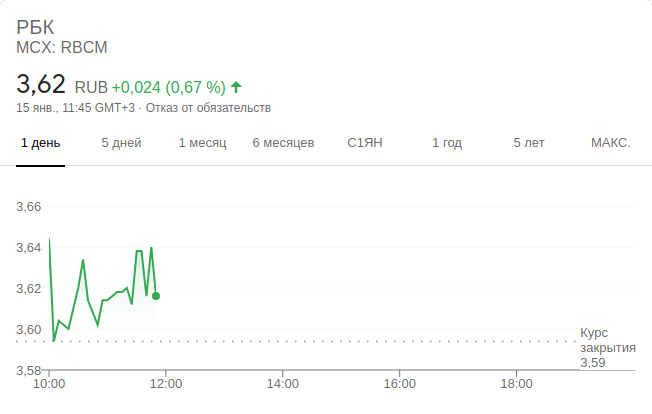 РБК
MCX: RBCM
3,62 RUB +0,024 (0,67 %)
15 янв., 11:45 GMT+3 · Отказ от обязательств
1 день 5 дней 1 месяц 6 месяцев С1ЯН 1 год 5 лет МАКС.
3,66
3,64
3,62
3,60
3,58
Курс
закрытия
3,59
10:00 12:00 14:00 16:00 18:00